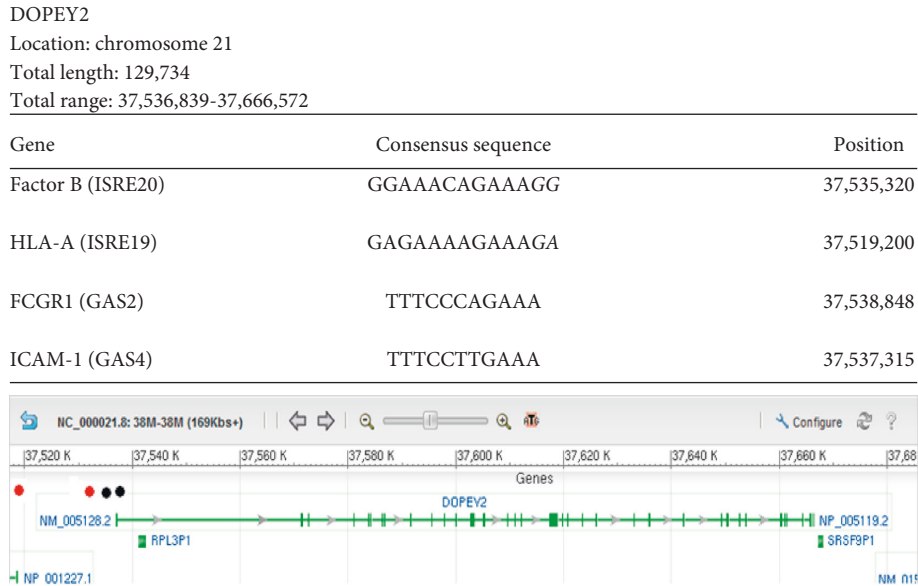 DOPEY2
Location: chromosome 21
Total length: 129,734
Total range: 37,536,839-37,666,572
Gene Consensus sequence Position
Factor B (ISRE20) GGAAACAGAAAGG 37,535,320
HLA-A (ISRE19) GAGAAAAGAAAGA 37,519,200
FCGR1 (GAS2) TTTCCCAGAAA 37,538,848
ICAM-1 (GAS4) TTTCCTTGAAA 37,537,315
NC_000021.8: 38M-38M (169Kbs+) Configure ?
37,520 K 37,540 K 37,560 K 37,580 K 37,600 K 37,620 K 37,640 K 37,660 K 37,68
Genes
DOPEY2
NM_005128.2 NP_005119.2
RPL3P1 SRSF9P1
NP_001227.1